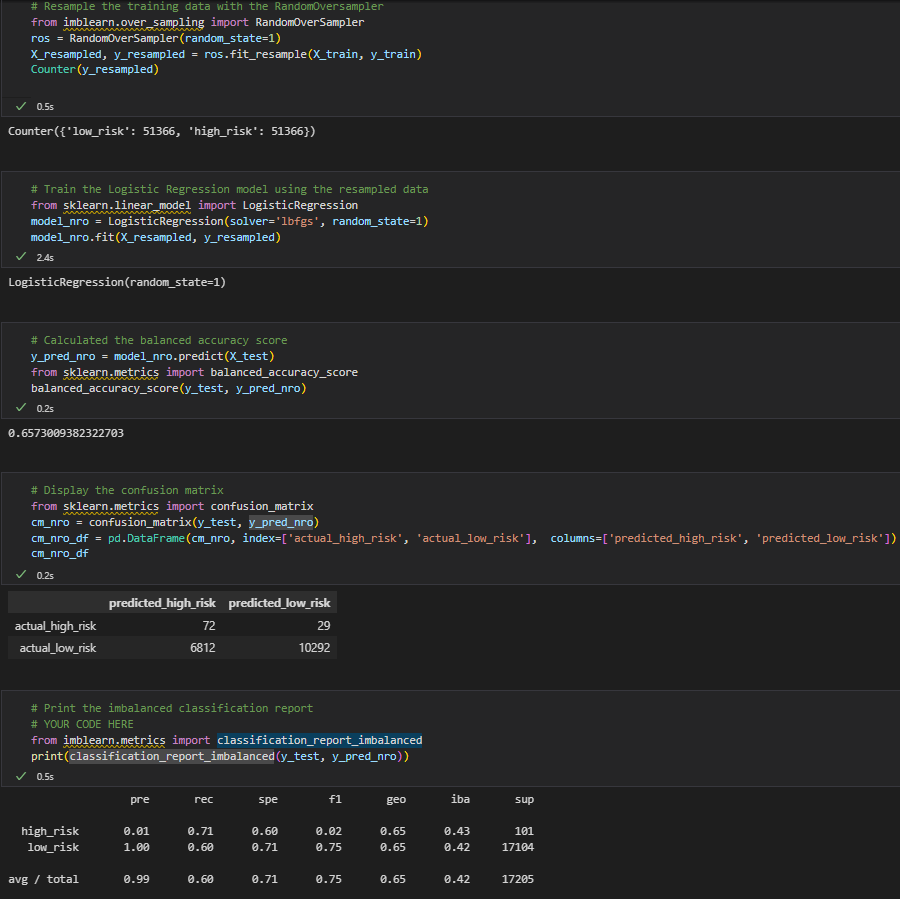 # Resample the training data with the RandomOversampler
from imblearn.over_sampling import RandomOverSampler
ros = RandomOverSampler(random_state=1)
X_resampled, y_resampled = ros.fit_resample(X_train, y_train)
Counter(y_resampled)
0.5s
Counter({'low_risk': 51366, 'high_risk': 51366})
# Train the Logistic Regression model using the resampled data
from sklearn.linear_model import LogisticRegression
model_nro = LogisticRegression(solver='lbfgs', random_state=1)
model_nro.fit(X_resampled, y_resampled)
2.4s
LogisticRegression(random_state=1)
# Calculated the balanced accuracy score
y_pred_nro = model_nro.predict(X_test)
from sklearn.metrics import balanced_accuracy_score
balanced_accuracy_score(y_test, y_pred_nro)
0.2s
0.6573009382322703
# Display the confusion matrix
from sklearn.metrics import confusion_matrix
cm_nro = confusion_matrix(y_test, y_pred_nro)
cm_nro_df = pd.DataFrame(cm_nro, index=['actual_high_risk', 'actual_low_risk'],  columns=['predicted_high_risk', 'predicted_low_risk'])
cm_nro_df
0.2s
predicted_high_risk predicted_low_risk
actual_high_risk 72 29
actual_low_risk 6812 10292
# Print the imbalanced classification report
# YOUR CODE HERE
from imblearn.metrics import classification_report_imbalanced
print(classification_report_imbalanced(y_test, y_pred_nro))
0.5s
pre rec spe f1 geo iba sup
high_risk 0.01 0.71 0.60 0.02 0.65 0.43 101
low_risk 1.00 0.60 0.71 0.75 0.65 0.42 17104
avg / total 0.99 0.60 0.71 0.75 0.65 0.42 17205